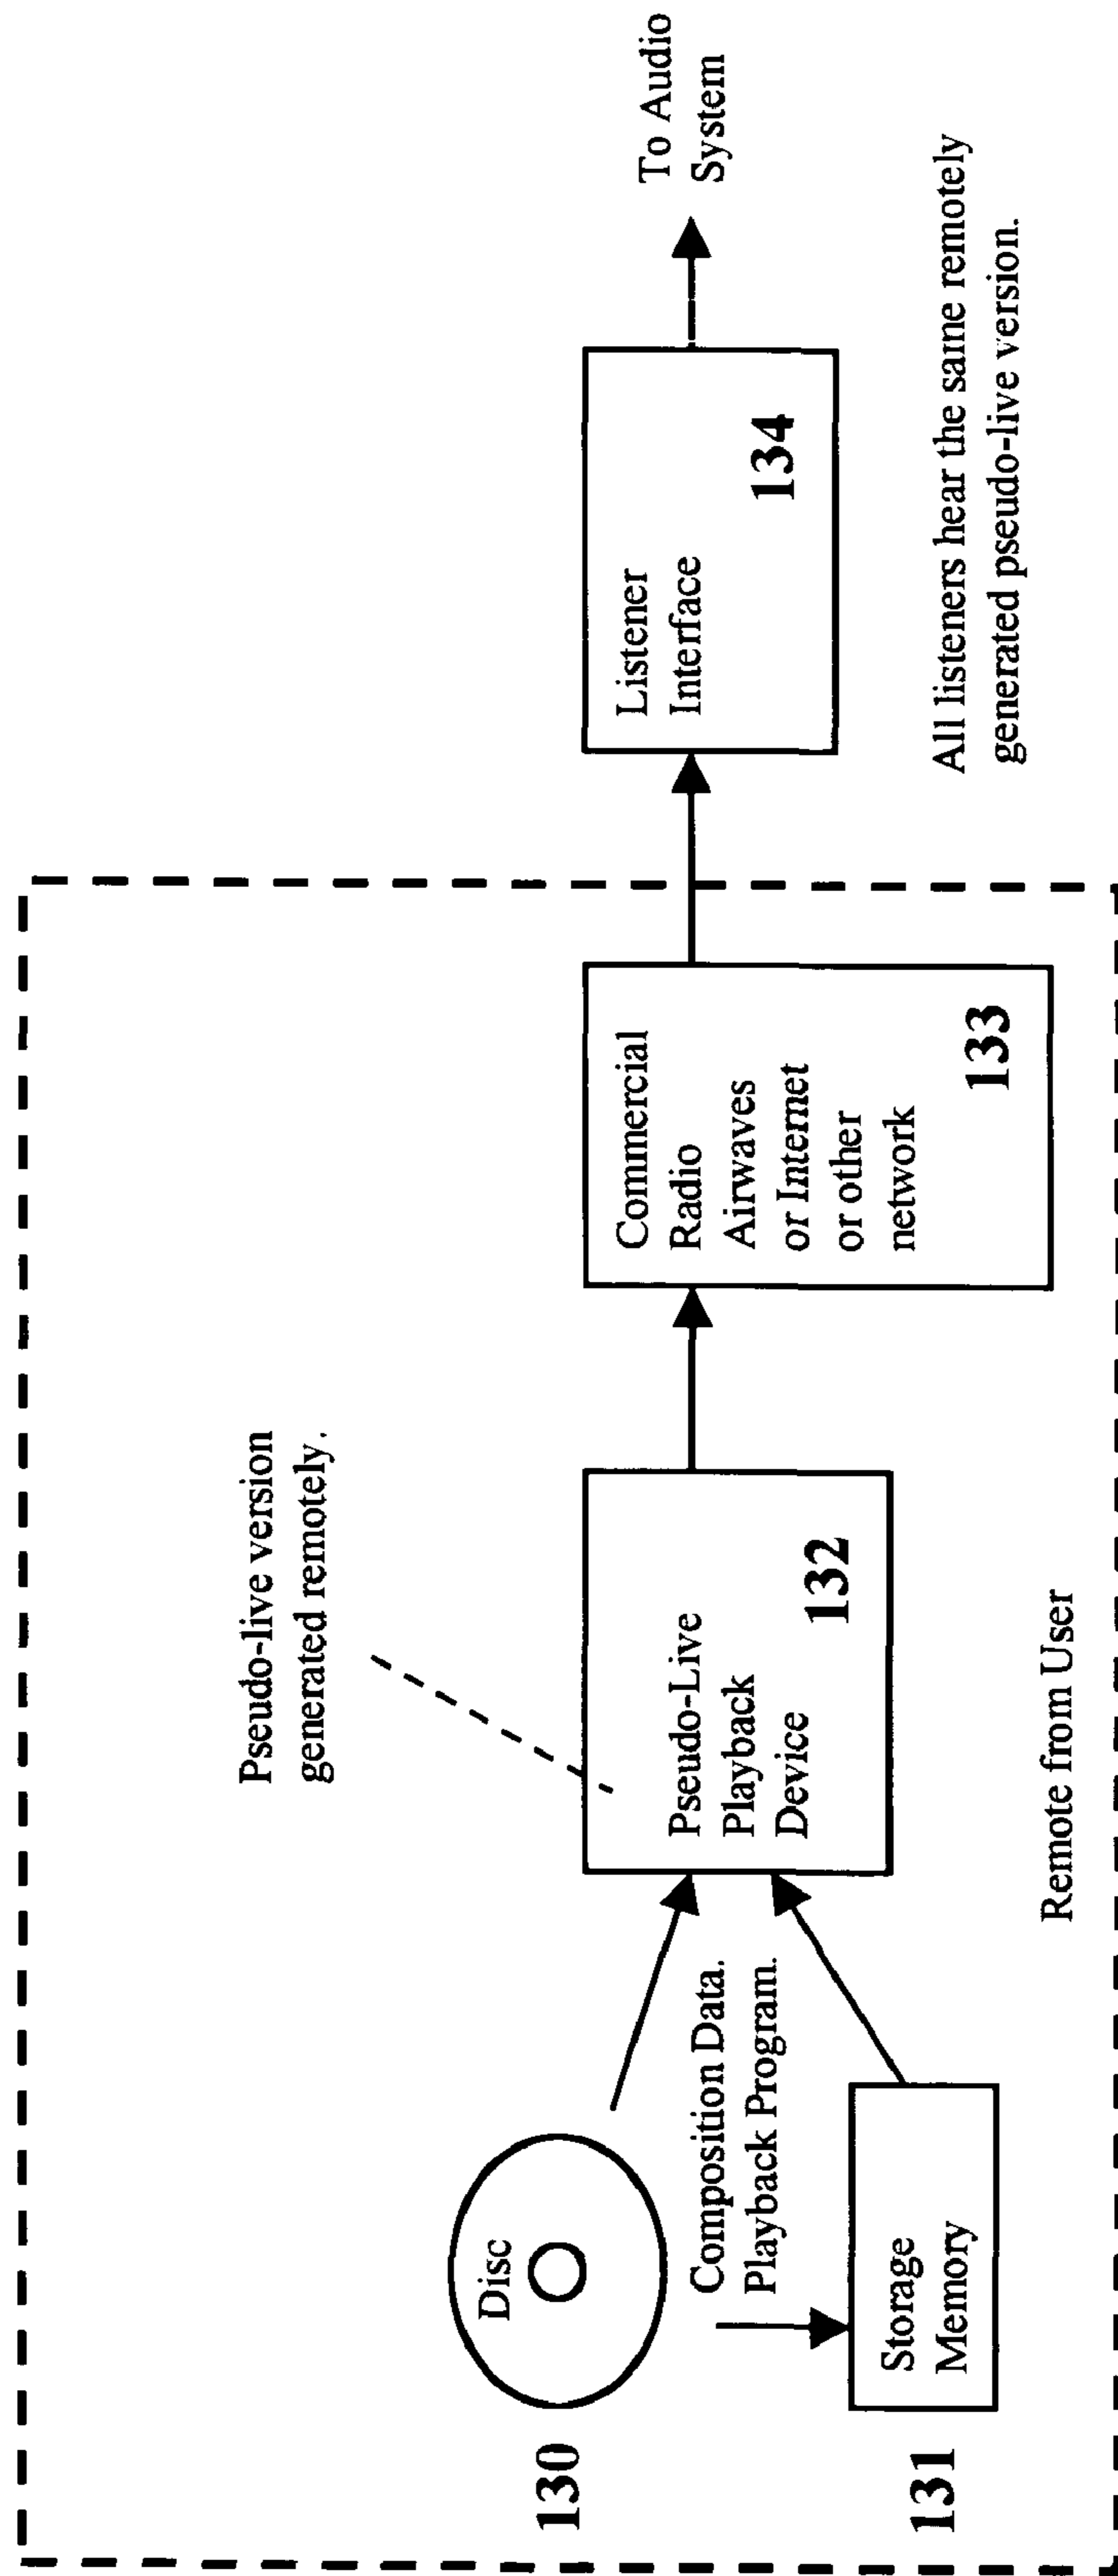 Pseudo-live version
generated remotely.
Disc
130
Composition Data.
Playback Program.
Storage
Memory
131
Pseudo-Live
Playback
Device
132
Commercial
Radio
Airwaves
or Internet
or other
network
133
Remote from User
Listener
Interface
134
To Audio
System
All listeners hear the same remotely
generated pseudo-live version.